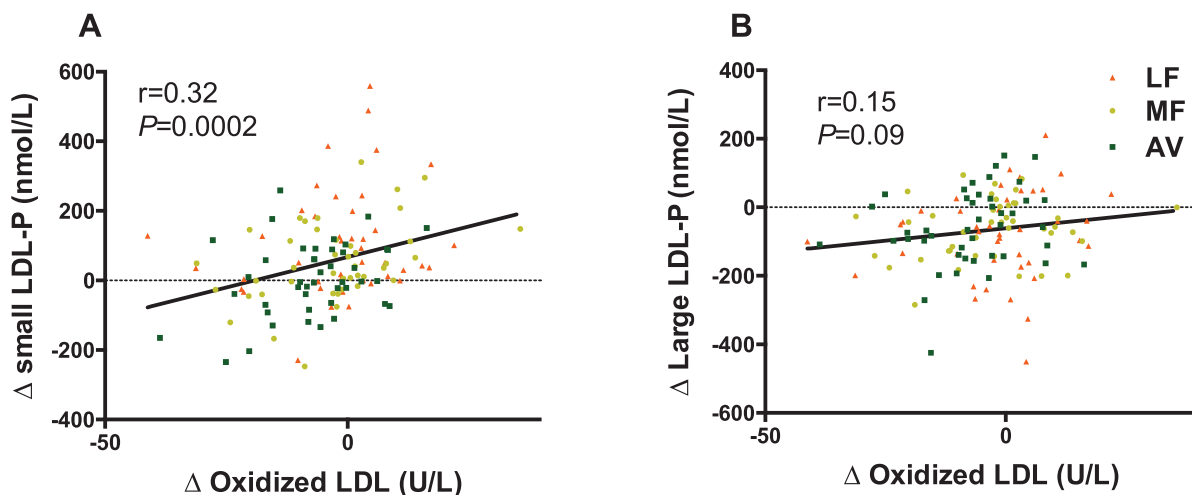 A
Δ small LDL-P (nmol/L)
600
400
200
0
-200
-400
r=0.32
P=0.0002
-50
0
Δ Oxidized LDL (U/L)
B
Δ Large LDL-P (nmol/L)
400
200
0
-200
-400
-600
r=0.15
P=0.09
LF
MF
AV
-50
0
Δ Oxidized LDL (U/L)